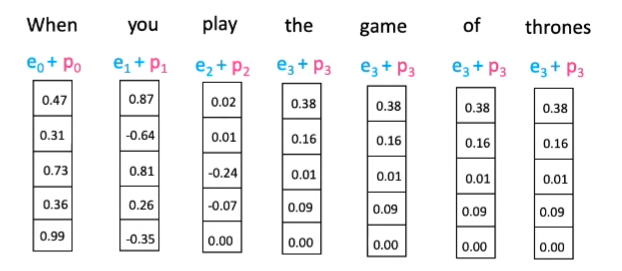 When you play the game of thrones
e0 + p0 e1 + p1 e2 + p2 e3 + p3 e3 + p3 e3 + p3 e3 + p3
0.47 0.87 0.02 0.38 0.38 0.38 0.38
0.31 -0.64 0.01 0.16 0.16 0.16 0.16
0.73 0.81 -0.24 0.01 0.01 0.01 0.01
0.36 0.26 -0.07 0.09 0.09 0.09 0.09
0.99 -0.35 0.00 0.00 0.00 0.00 0.00